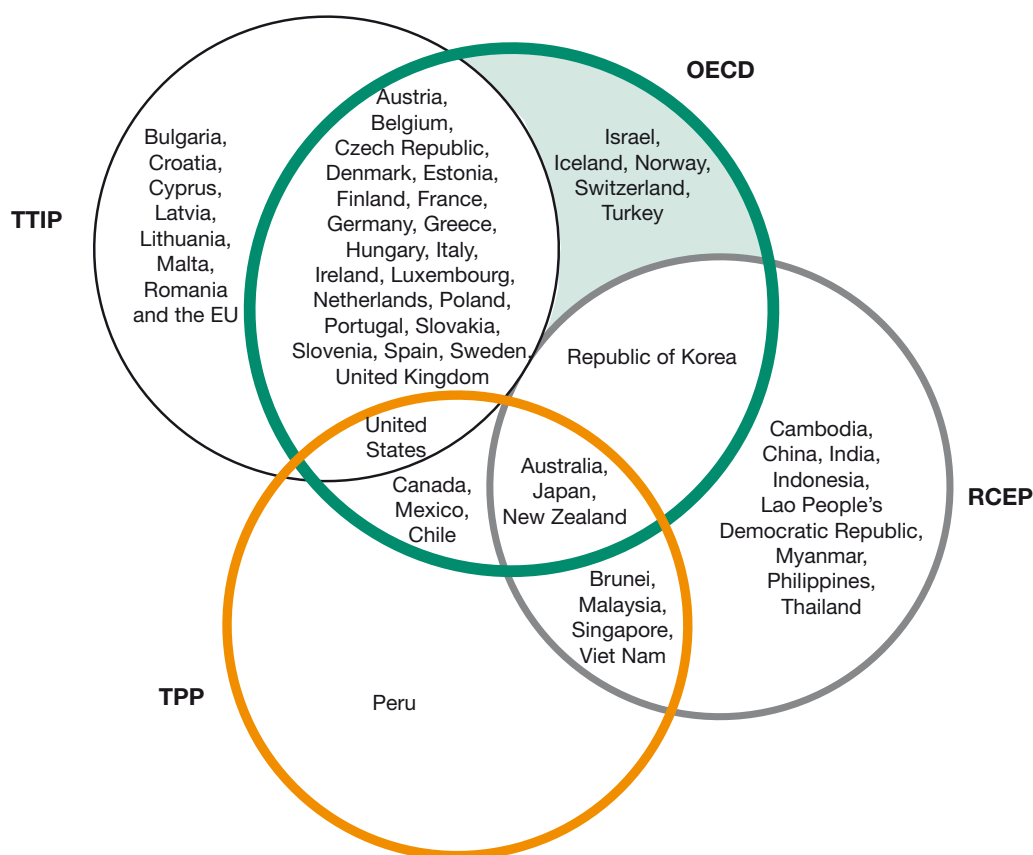 OECD
TTIP
Bulgaria,
Croatia,
Cyprus,
Latvia,
Lithuania,
Malta,
Romania
and the EU
Austria,
Belgium,
Czech Republic,
Denmark, Estonia,
Finland, France,
Germany, Greece,
Hungary, Italy,
Ireland, Luxembourg,
Netherlands, Poland,
Portugal, Slovakia,
Slovenia, Spain, Sweden,
United Kingdom
Israel,
Iceland, Norway,
Switzerland,
Turkey
Republic of Korea
United
States
Canada,
Mexico,
Chile
Australia,
Japan,
New Zealand
Cambodia,
China, India,
Indonesia,
Lao People’s
Democratic Republic,
Myanmar,
Philippines,
Thailand
RCEP
Brunei,
Malaysia,
Singapore,
Viet Nam
TPP
Peru